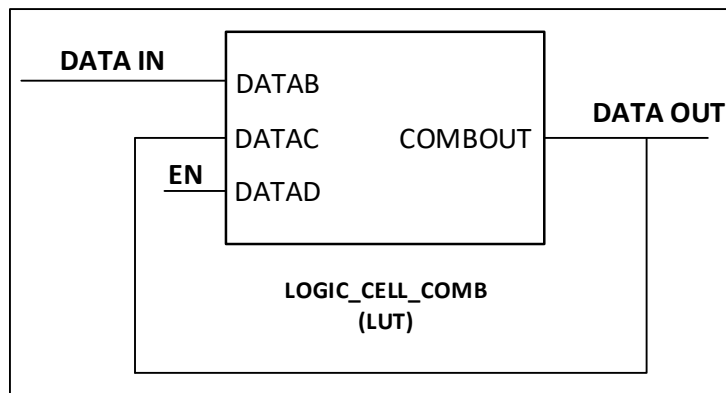 DATA IN
DATAB
DATAC
COMBOUT
DATA OUT
EN
DATAD
LOGIC_CELL_COMB
(LUT)